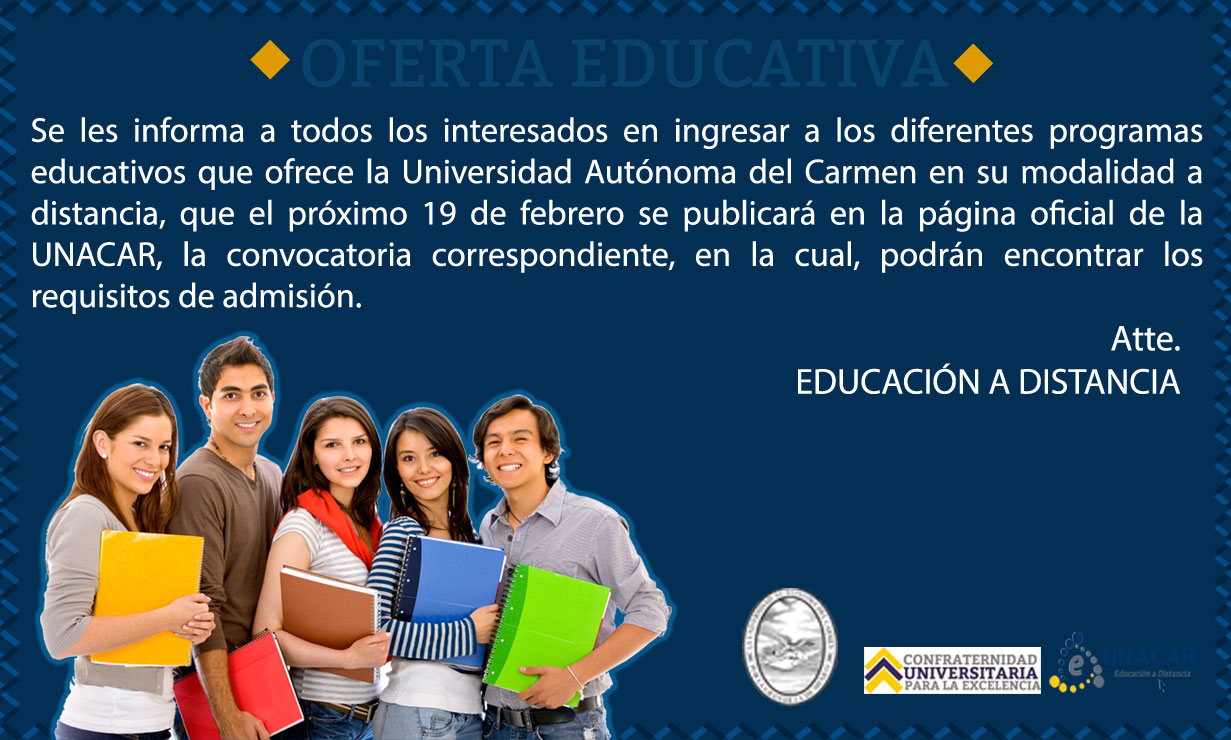 OFERTA EDUCATIVA
Se les informa a todos los interesados en ingresar a los diferentes programas
educativos que ofrece la Universidad Autónoma del Carmen en su modalidad a
distancia, que el próximo 19 de febrero se publicará en la página oficial de la
UNACAR, la convocatoria correspondiente, en la cual, podrán encontrar los
requisitos de admisión.
Atte.
EDUCACIÓN A DISTANCIA
CONFRATERNIDAD
UNIVERSITARIA
PARA LA EXCELENCIA
e UNACAR
Educación a Distancia